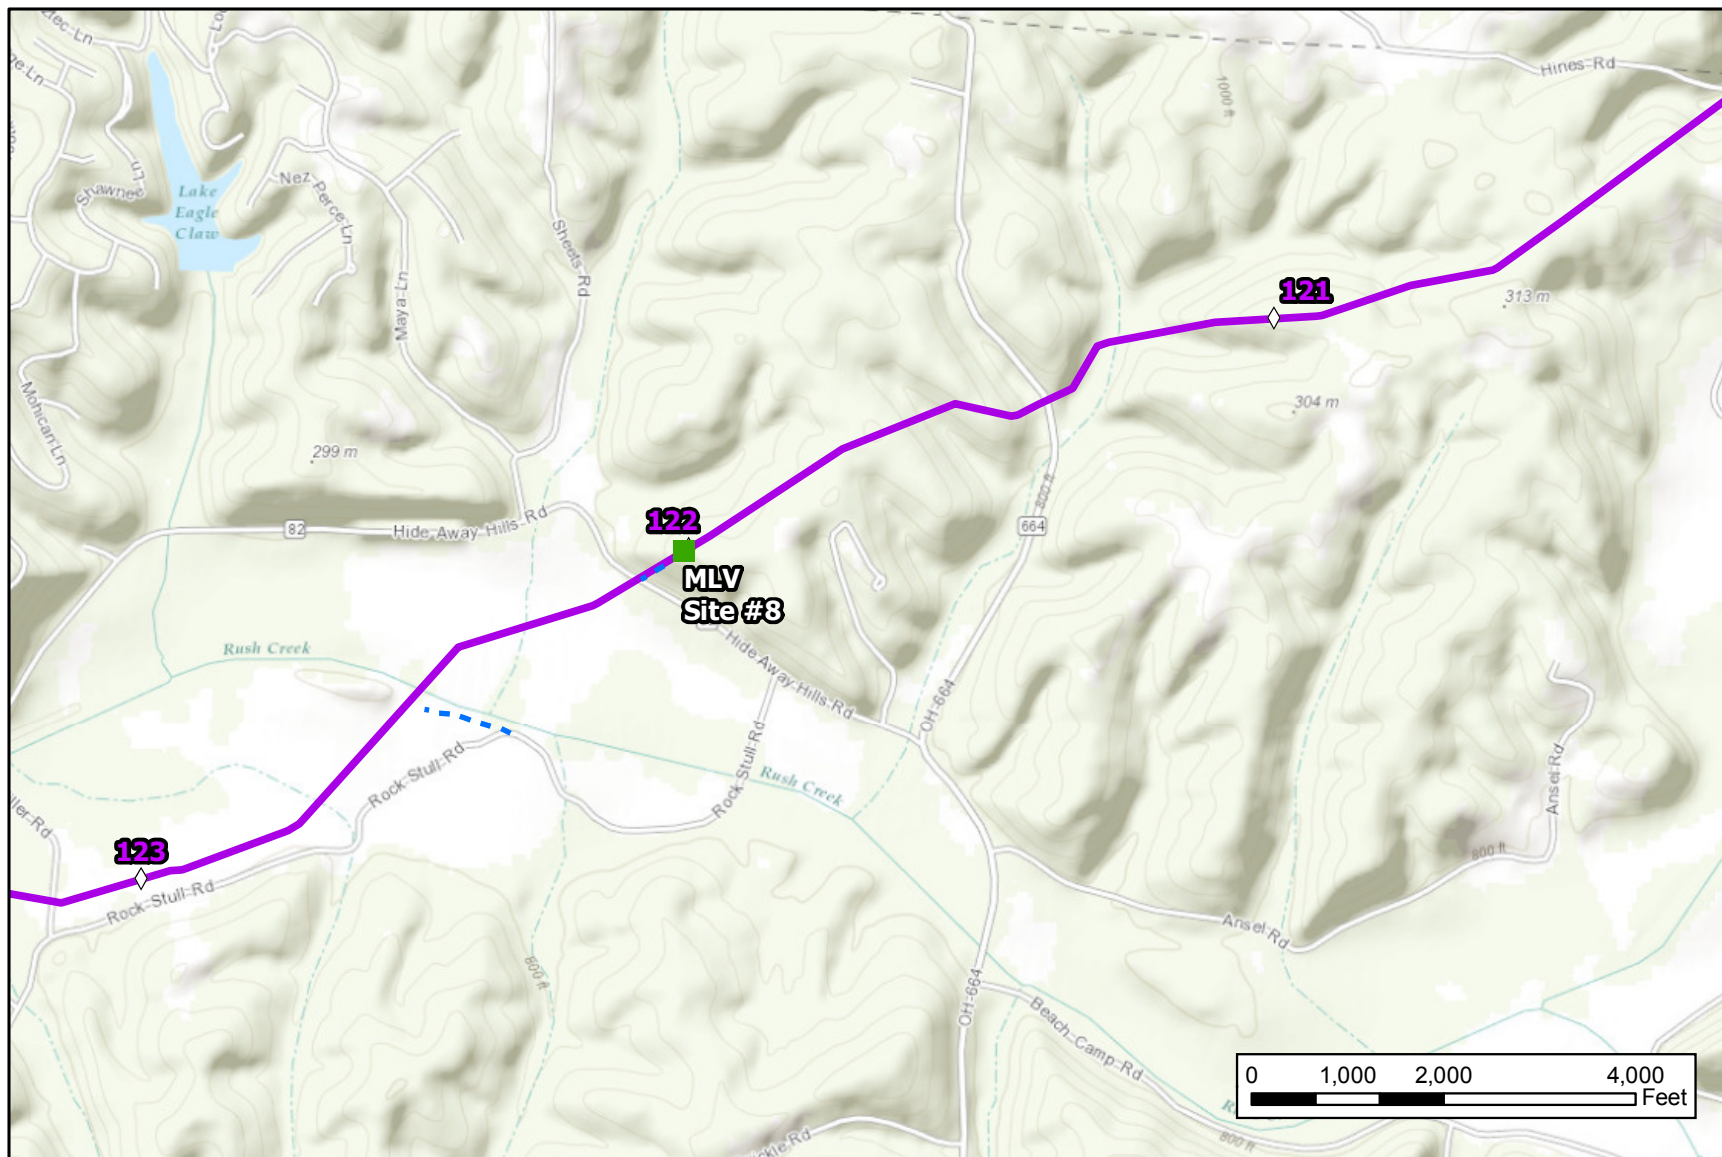 Hines Rd
1000 ft
Lake
Eagle
Claw
Shawnee
Ln
Nez Perce Ln
Maya Ln
Sheets Rd
121
313 m
304 m
Mohican Ln
299 m
800 ft
664
82
Hide Away Hills Rd
122
MLV
Site #8
Rush Creek
Hide Away Hills Rd
OH-664
Rock Stull Rd
Rock Stull Rd
Rush Creek
Ansel Rd
800 ft
123
Rock Stull Rd
Ansel Rd
800 ft
OH-664
Beach Camp Rd
800 ft
0 1,000 2,000 4,000
Feet